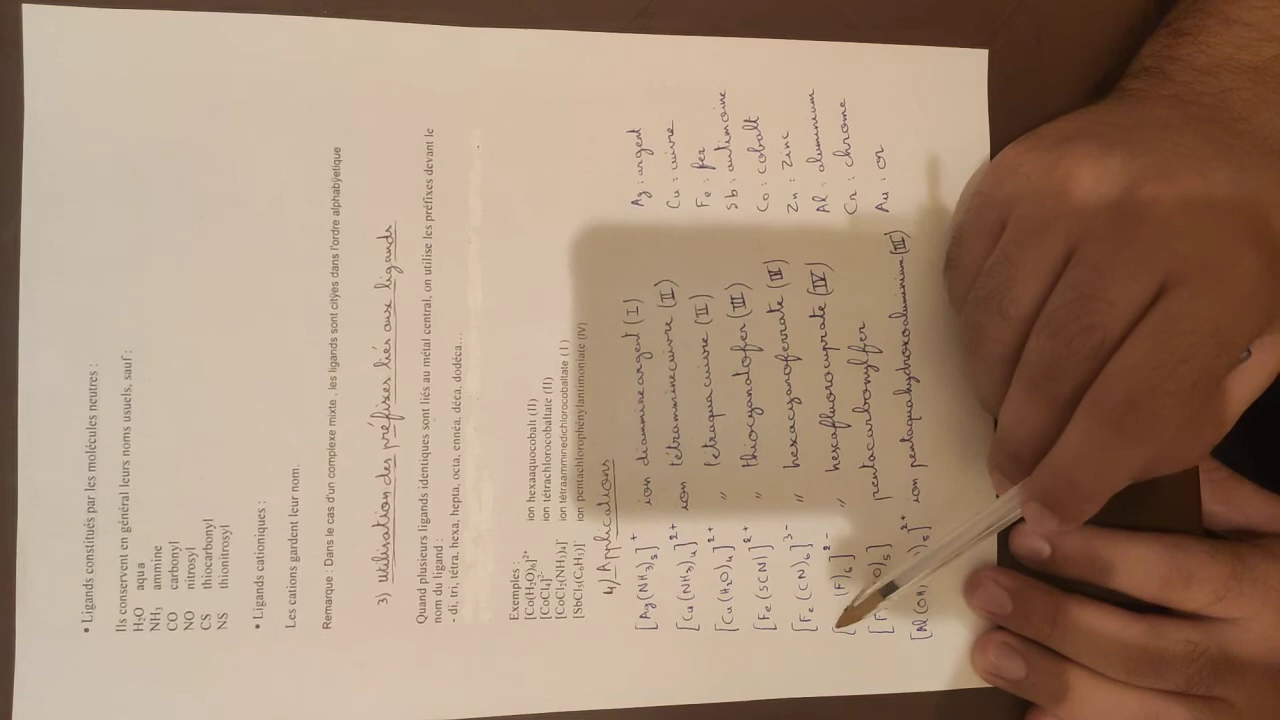 • Ligands constitués par les molécules neutres :
Ils conservent en général leurs noms usuels, sauf :
H₂O aqua
NH₃ ammine
CO carbonyl
NO nitrosyl
CS thiocarbonyl
NS thionitrosyl
• Ligands cationiques :
Les cations gardent leur nom.
Remarque : Dans le cas d'un complexe mixte , les ligands sont citÿes dans l'ordre alphabÿetique
3) utilisation des préfixes liés aux ligands
Quand plusieurs ligands identiques sont liés au métal central, on utilise les préfixes devant le
nom du ligand :
- di, tri, tétra, hexa, hepta, octa, ennéa, déca, dodéca...
Exemples :
[Co(H₂O)₆]²⁺ ion hexaaquocobalt (II)
[CoCl₄]²⁻ ion tétrachlorocobaltate (II)
[CoCl₂(NH₃)₄]⁻ ion tétraamminedichlorocobaltate (I)
[SbCl₅(C₆H₅)]⁻ ion pentachlorophénylantimoniate (IV)
4) Applications
[Ag(NH₃)₂]⁺ ion diammineargent (I) Ag : argent
[Cu(NH₃)₄]²⁺ ion tétramminecuivre (II) Cu : cuivre
[Cu(H₂O)₄]²⁺ " tétraquacuivre (II) Fe : fer
[Fe(SCN)]²⁺ " thiocyanatofer (III) Sb : antimoine
[Fe(CN)₆]³⁻ " hexacyanoferrate (III) Co : cobalt
[ (F)₆]²⁻ " hexafluorocuprate (IV) Zn : zinc
[F O)₅] pentacarbonylfer Al : aluminium
[Al(OH )₅]²⁺ ion pentaquahydroxoaluminium (III) Cr : chrome
Au : or